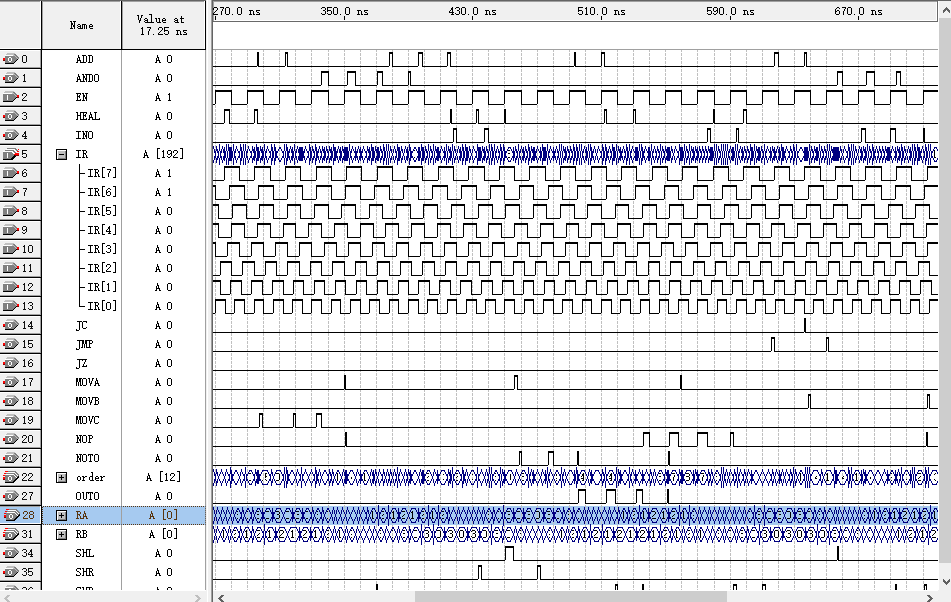 Name Value at 17.25 ns 270.0 ns 350.0 ns 430.0 ns 510.0 ns 590.0 ns 670.0 ns
0 ADD A 0
1 ANDO A 0
2 EN A 1
3 HEAL A 0
4 INO A 0
5 IR A [192]
6 IR[7] A 1
7 IR[6] A 1
8 IR[5] A 0
9 IR[4] A 0
10 IR[3] A 0
11 IR[2] A 0
12 IR[1] A 0
13 IR[0] A 0
14 JC A 0
15 JMP A 0
16 JZ A 0
17 MOVA A 0
18 MOVB A 0
19 MOVC A 0
20 NOP A 0
21 NOTO A 0
22 order A [12]
27 OUTO A 0
28 RA A [0]
31 RB A [0]
34 SHL A 0
35 SHR A 0